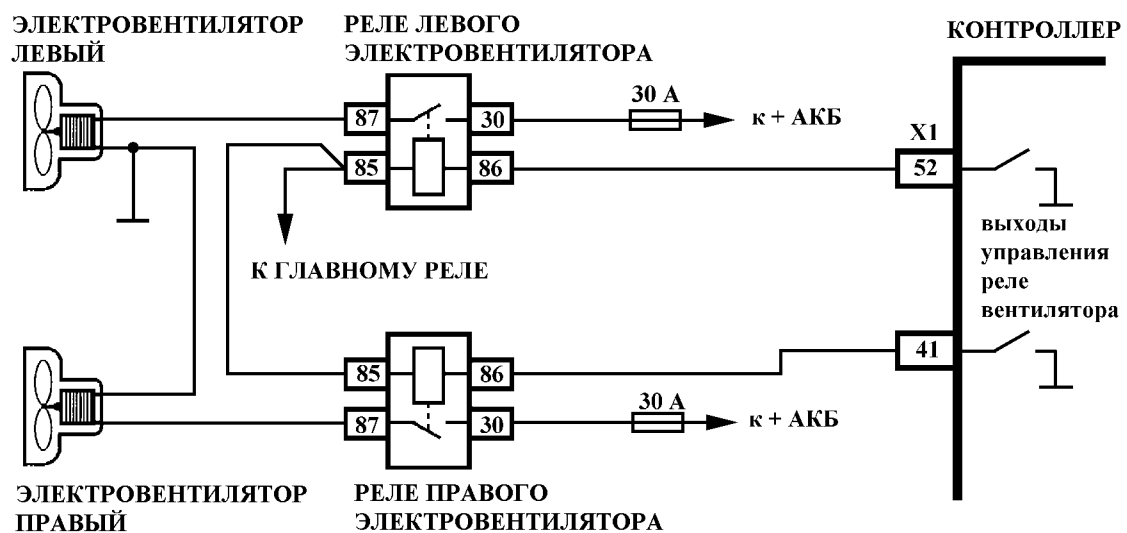 ЭЛЕКТРОВЕНТИЛЯТОР
ЛЕВЫЙ
РЕЛЕ ЛЕВОГО
ЭЛЕКТРОВЕНТИЛЯТОРА
КОНТРОЛЛЕР
87
30
30 А
к + АКБ
85
86
X1
52
К ГЛАВНОМУ РЕЛЕ
выходы
управления
реле
вентилятора
85
86
41
87
30
30 А
к + АКБ
ЭЛЕКТРОВЕНТИЛЯТОР
ПРАВЫЙ
РЕЛЕ ПРАВОГО
ЭЛЕКТРОВЕНТИЛЯТОРА